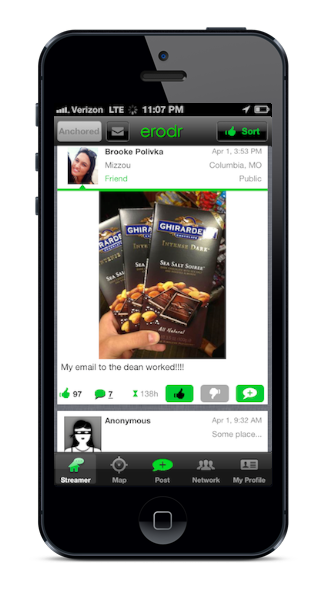 Verizon LTE 11:07 PM
Anchored erodr Sort
Brooke Polivka Apr 1, 3:53 PM
Mizzou Columbia, MO
Friend Public
GHIRARDELLI
CHOCOLATE
INTENSE DARK
SEA SALT SOIREE
All Natural
My email to the dean worked!!!!
97 7 138h
Anonymous Apr 1, 9:32 AM
Some place...
Streamer Map Post Network My Profile